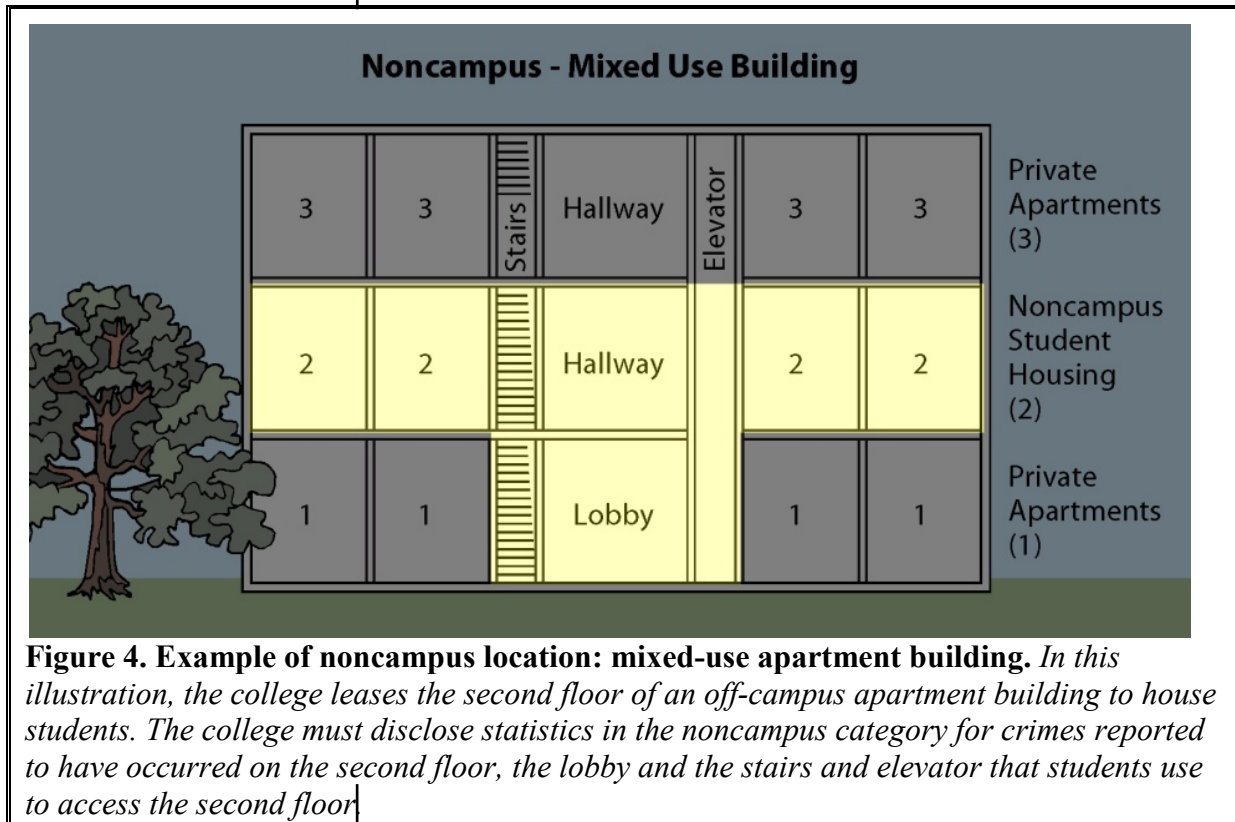 Noncampus - Mixed Use Building
3
3
Stairs
Hallway
Elevator
3
3
Private
Apartments
(3)
2
2
Hallway
2
2
Noncampus
Student
Housing
(2)
1
1
Lobby
1
1
Private
Apartments
(1)
Figure 4. Example of noncampus location: mixed-use apartment building. In this
illustration, the college leases the second floor of an off-campus apartment building to house
students. The college must disclose statistics in the noncampus category for crimes reported
to have occurred on the second floor, the lobby and the stairs and elevator that students use
to access the second floor.